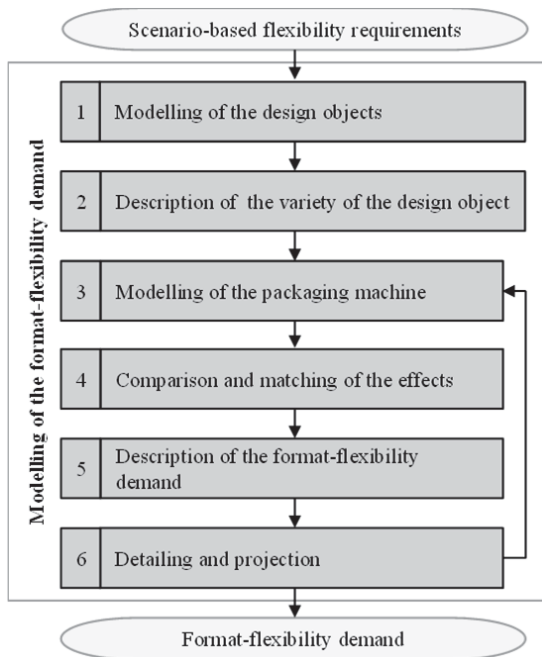 Scenario-based flexibility requirements
Modelling of the format-flexibility demand
1 Modelling of the design objects
2 Description of the variety of the design object
3 Modelling of the packaging machine
4 Comparison and matching of the effects
5 Description of the format-flexibility
demand
6 Detailing and projection
Format-flexibility demand